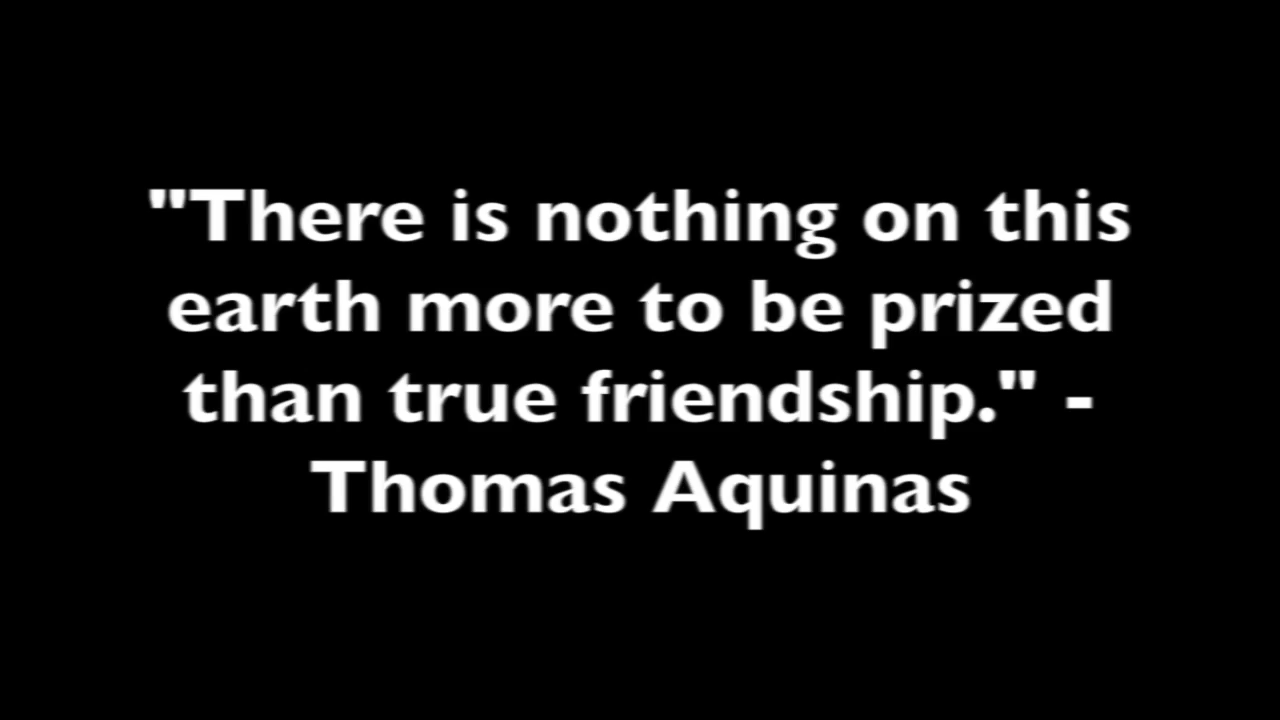 "There is nothing on this
earth more to be prized
than true friendship." -
Thomas Aquinas